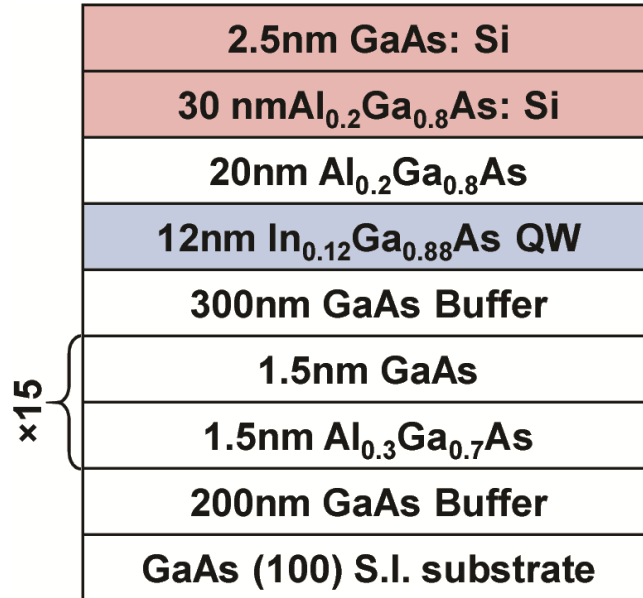 2.5nm GaAs: Si
30 nmAl₀.₂Ga₀.₈As: Si
20nm Al₀.₂Ga₀.₈As
12nm In₀.₁₂Ga₀.₈₈As QW
300nm GaAs Buffer
×15
1.5nm GaAs
1.5nm Al₀.₃Ga₀.₇As
200nm GaAs Buffer
GaAs (100) S.I. substrate